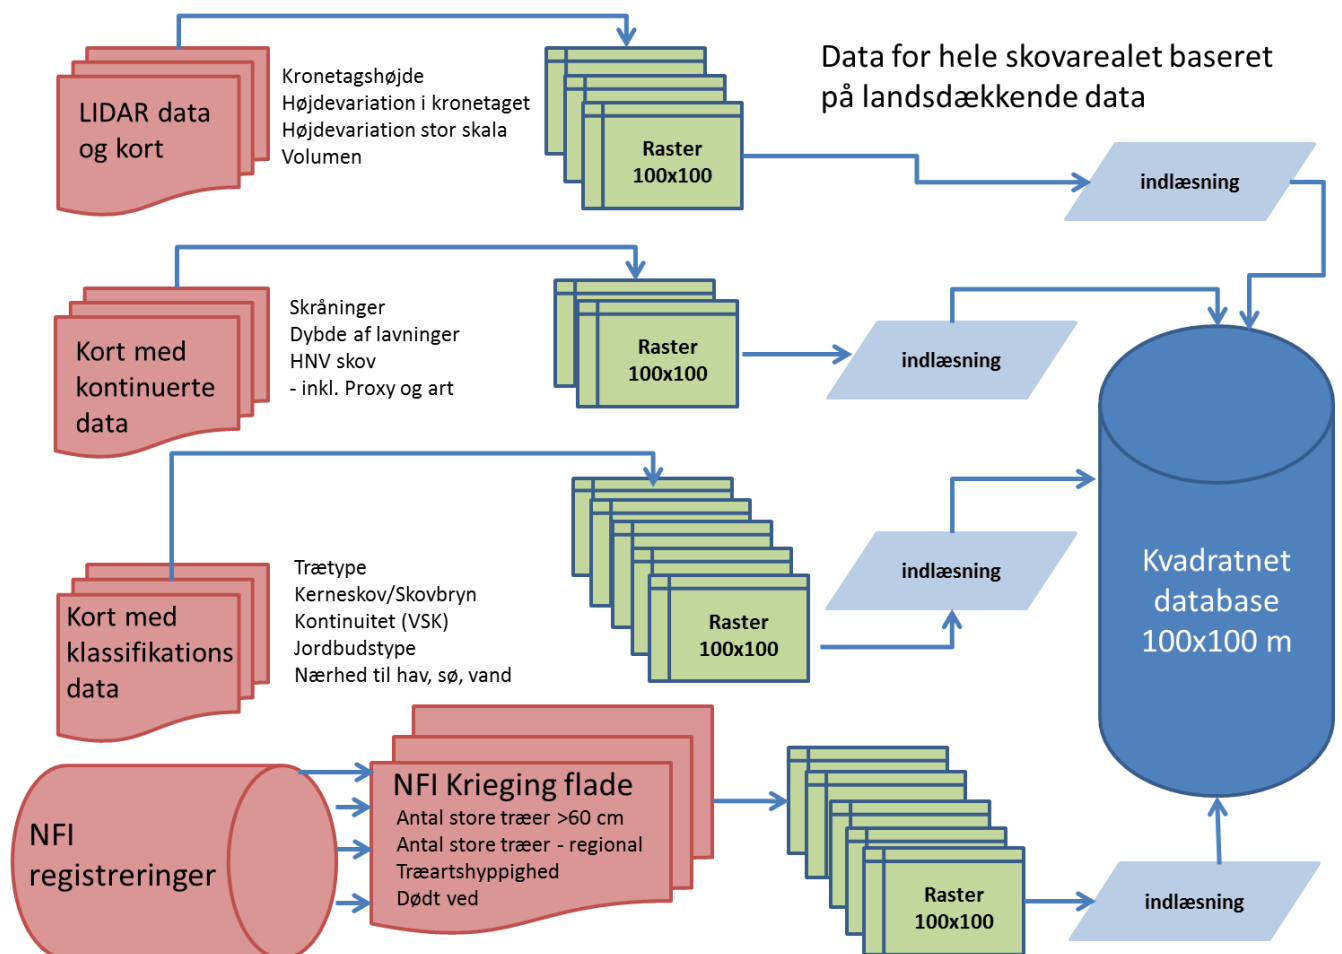 Data for hele skovarealet baseret
på landsdækkende data
LIDAR data
og kort
Kronetagshøjde
Højdevariation i kronetaget
Højdevariation stor skala
Volumen
Raster
100x100
indlæsning
Kort med
kontinuerte
data
Skråninger
Dybde af lavninger
HNV skov
- inkl. Proxy og art
Raster
100x100
indlæsning
Kort med
klassifikations
data
Trætype
Kerneskov/Skovbryn
Kontinuitet (VSK)
Jordbudstype
Nærhed til hav, sø, vand
Raster
100x100
indlæsning
Kvadratnet
database
100x100 m
NFI
registreringer
NFI Krieging flade
Antal store træer >60 cm
Antal store træer - regional
Træartshyppighed
Dødt ved
Raster
100x100
indlæsning